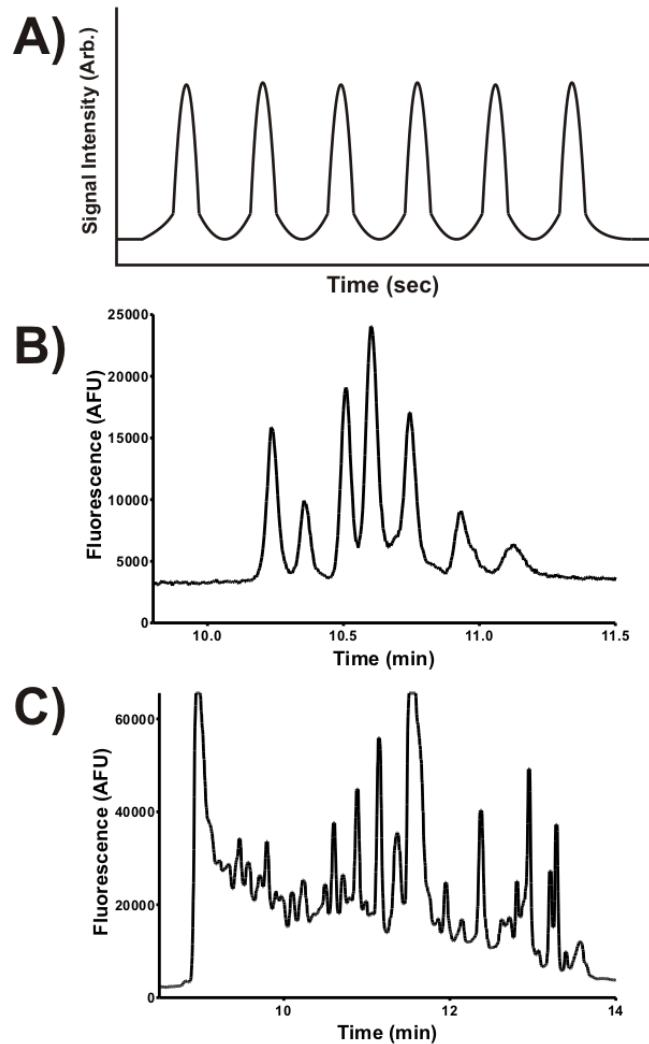 A)
Signal Intensity (Arb.)
Time (sec)
B)
Fluorescence (AFU)
25000
20000
15000
10000
5000
0
10.0 10.5 11.0 11.5
Time (min)
C)
Fluorescence (AFU)
60000
40000
20000
0
10 12 14
Time (min)